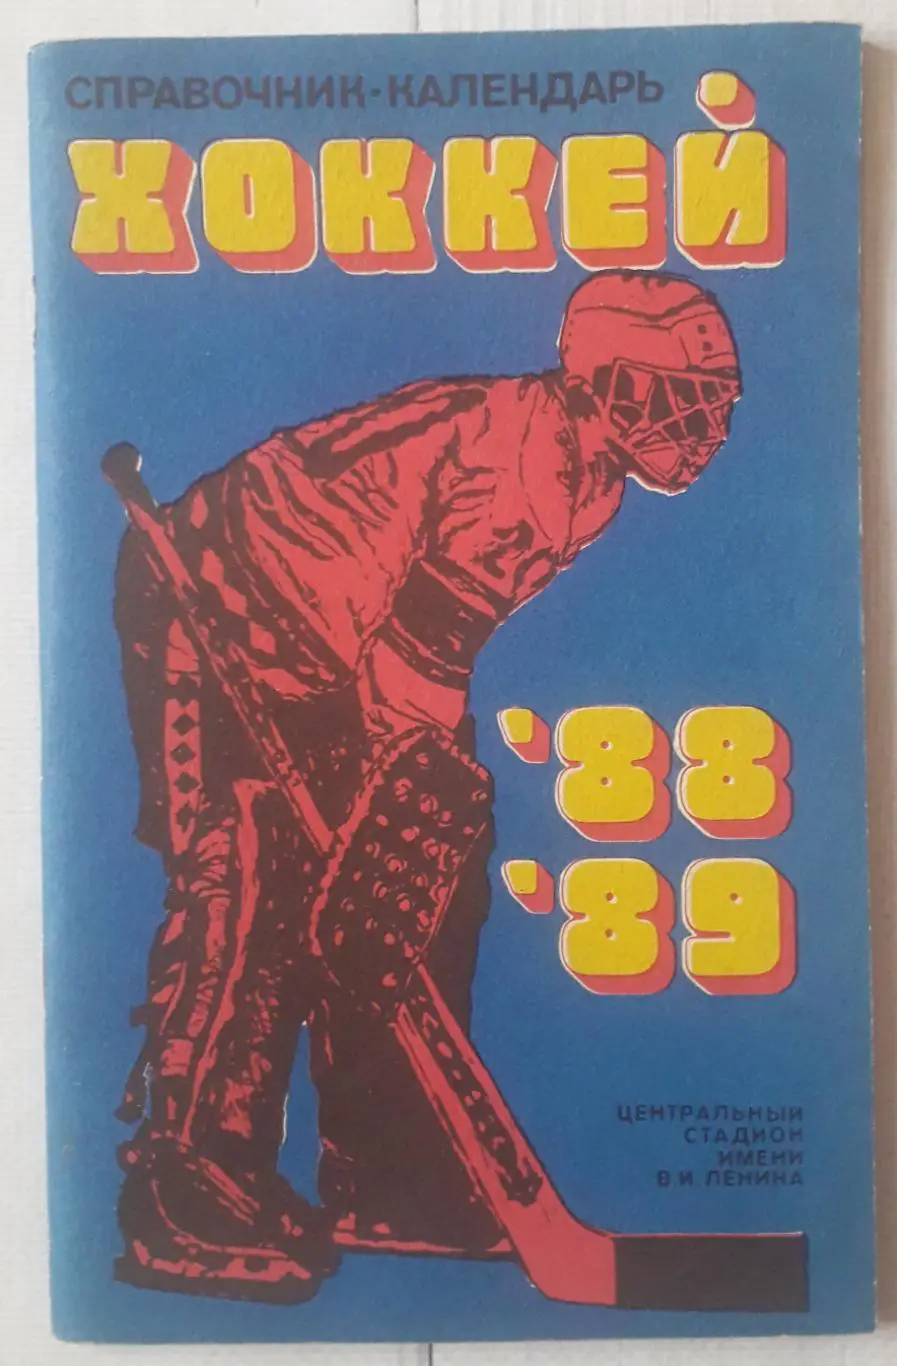 СПРАВОЧНИК-КАЛЕНДАРЬ
ХОККЕЙ
'88
'89
ЦЕНТРАЛЬНЫЙ
СТАДИОН
ИМЕНИ
В.И. ЛЕНИНА